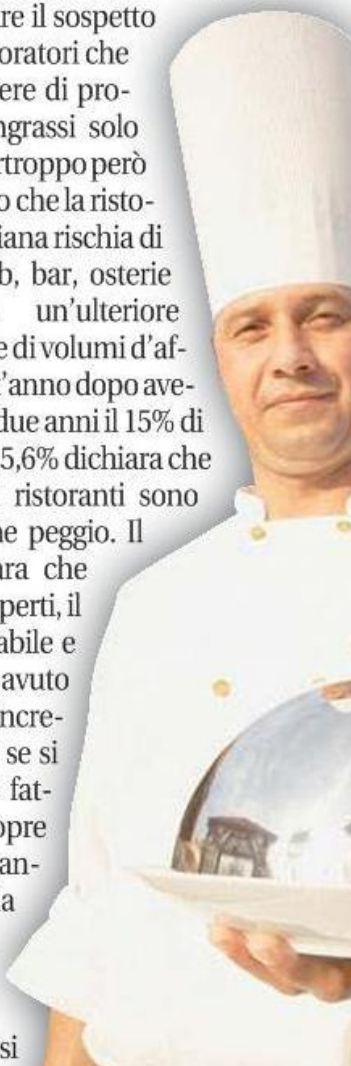 re il sospetto
oratori che
ere di pro-
ngrassi solo
rtroppo però
o che la risto-
iana rischia di
b, bar, osterie
un'ulteriore
e di volumi d'af-
l'anno dopo ave-
due anni il 15% di
5,6% dichiara che
ristoranti sono
ne peggio. Il
ara che
perti, il
abile e
avuto
ncre-
se si
fat-
opre
an-
a
si